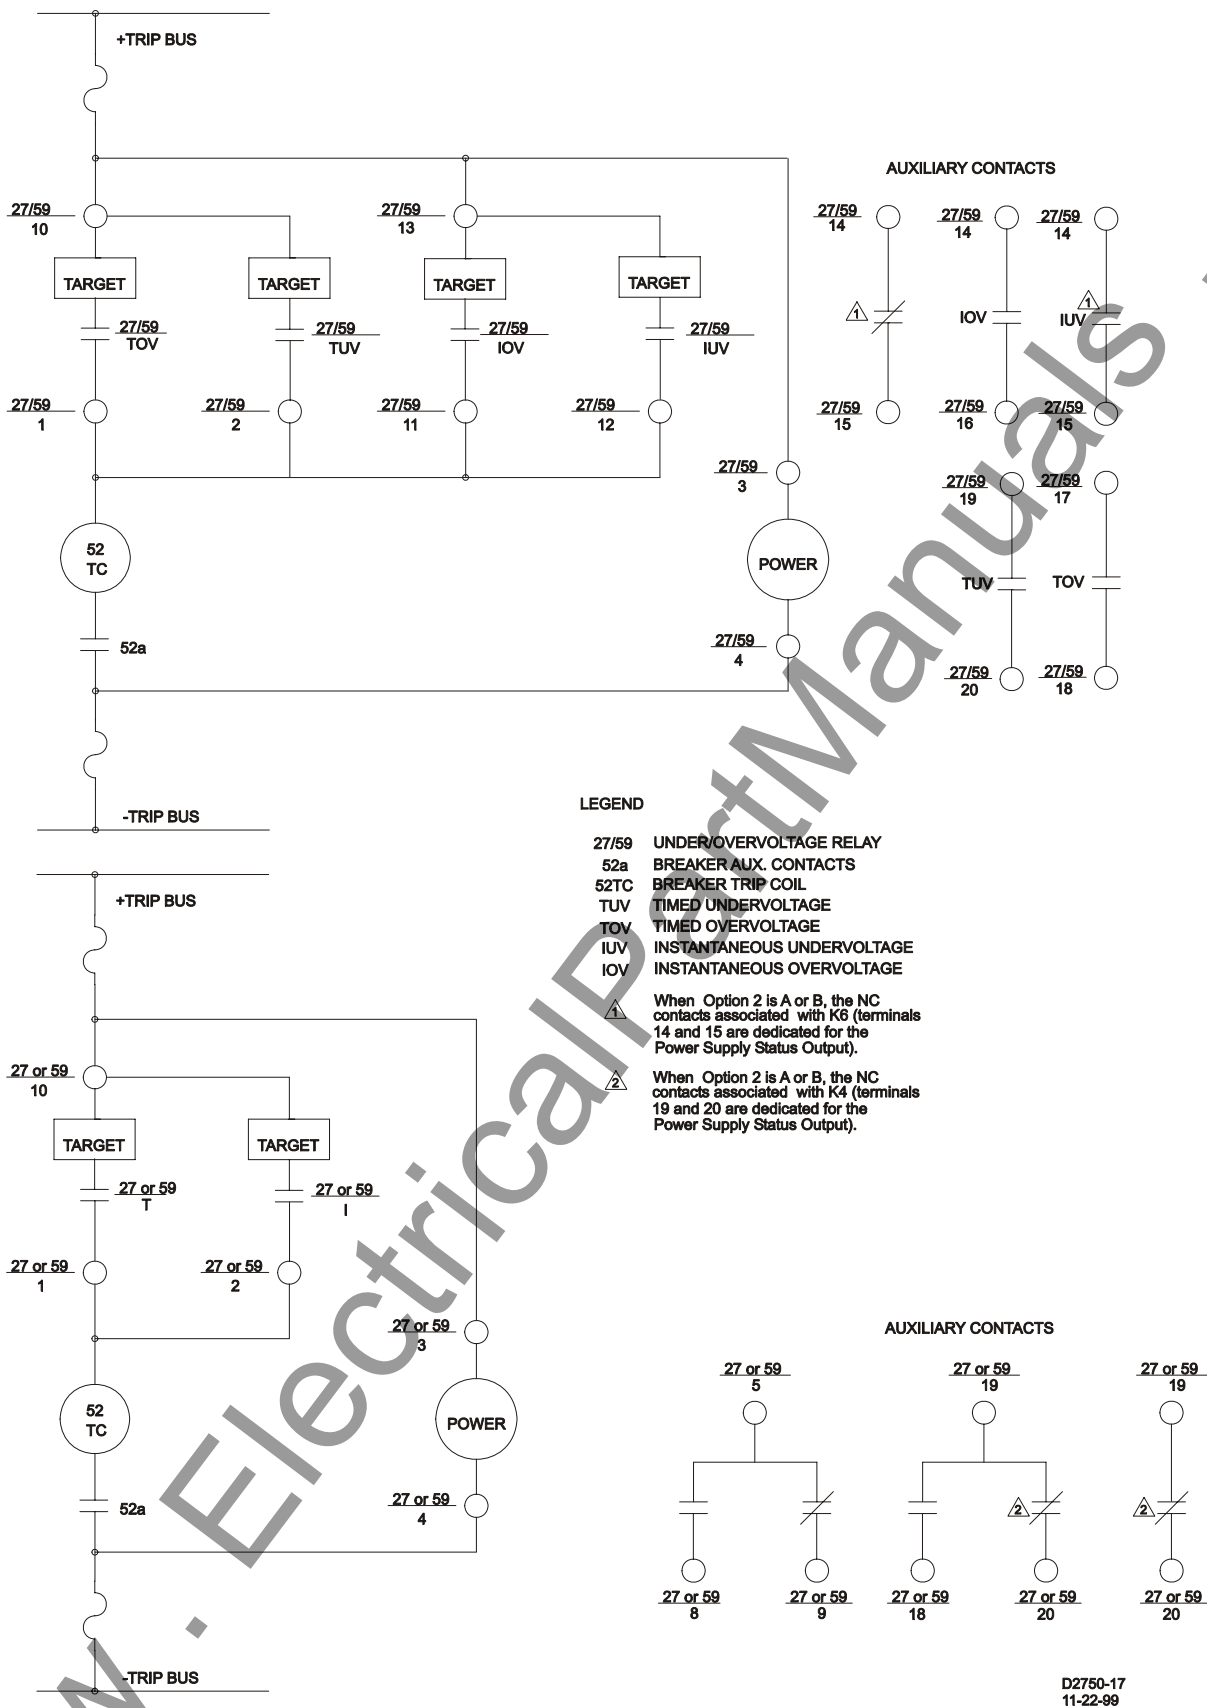 +TRIP BUS
AUXILIARY CONTACTS
27/59
10
27/59
13
27/59
14
27/59
14
27/59
14
TARGET
TARGET
TARGET
TARGET
27/59
TOV
27/59
TUV
27/59
IOV
27/59
IUV
1
IOV
1
IUV
27/59
1
27/59
2
27/59
11
27/59
12
27/59
15
27/59
16
27/59
15
27/59
3
27/59
19
27/59
17
52
TC
POWER
TUV
TOV
52a
27/59
4
27/59
20
27/59
18
-TRIP BUS
LEGEND
27/59 UNDER/OVERVOLTAGE RELAY
52a BREAKER AUX. CONTACTS
52TC BREAKER TRIP COIL
TUV TIMED UNDERVOLTAGE
TOV TIMED OVERVOLTAGE
IUV INSTANTANEOUS UNDERVOLTAGE
IOV INSTANTANEOUS OVERVOLTAGE
1 When Option 2 is A or B, the NC
contacts associated with K6 (terminals
14 and 15 are dedicated for the
Power Supply Status Output).
2 When Option 2 is A or B, the NC
contacts associated with K4 (terminals
19 and 20 are dedicated for the
Power Supply Status Output).
+TRIP BUS
27 or 59
10
TARGET
TARGET
27 or 59
T
27 or 59
I
27 or 59
1
27 or 59
2
27 or 59
3
52
TC
POWER
52a
27 or 59
4
-TRIP BUS
AUXILIARY CONTACTS
27 or 59
5
27 or 59
19
27 or 59
19
2
2
27 or 59
8
27 or 59
9
27 or 59
18
27 or 59
20
27 or 59
20
D2750-17
11-22-99
w . ElectricalPartManuals .